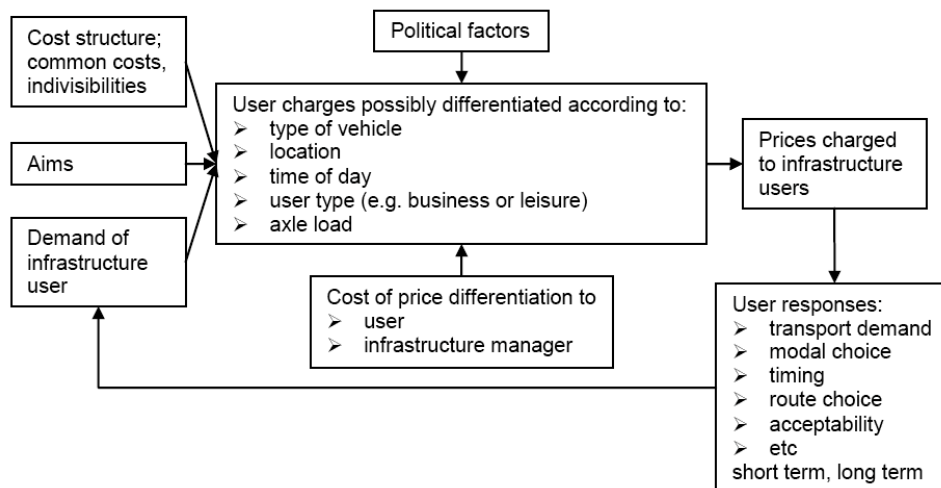 Cost structure;
common costs,
indivisibilities
Political factors
User charges possibly differentiated according to:
➢ type of vehicle
➢ location
➢ time of day
➢ user type (e.g. business or leisure)
➢ axle load
Aims
Prices charged
to infrastructure
users
Demand of
infrastructure
user
Cost of price differentiation to
➢ user
➢ infrastructure manager
User responses:
➢ transport demand
➢ modal choice
➢ timing
➢ route choice
➢ acceptability
➢ etc
short term, long term